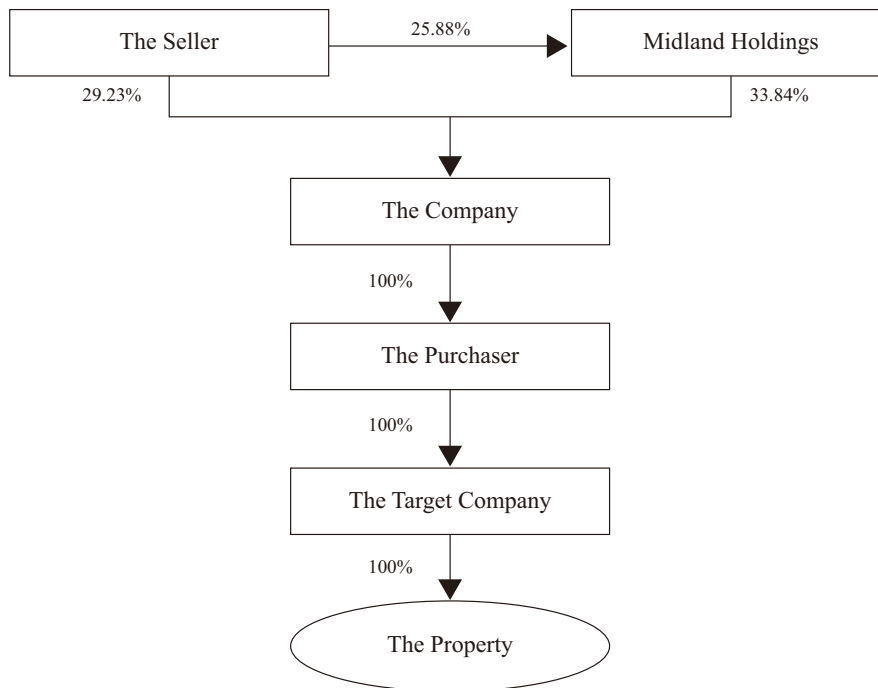 The Seller
25.88%
Midland Holdings
29.23%
33.84%
The Company
100%
The Purchaser
100%
The Target Company
100%
The Property